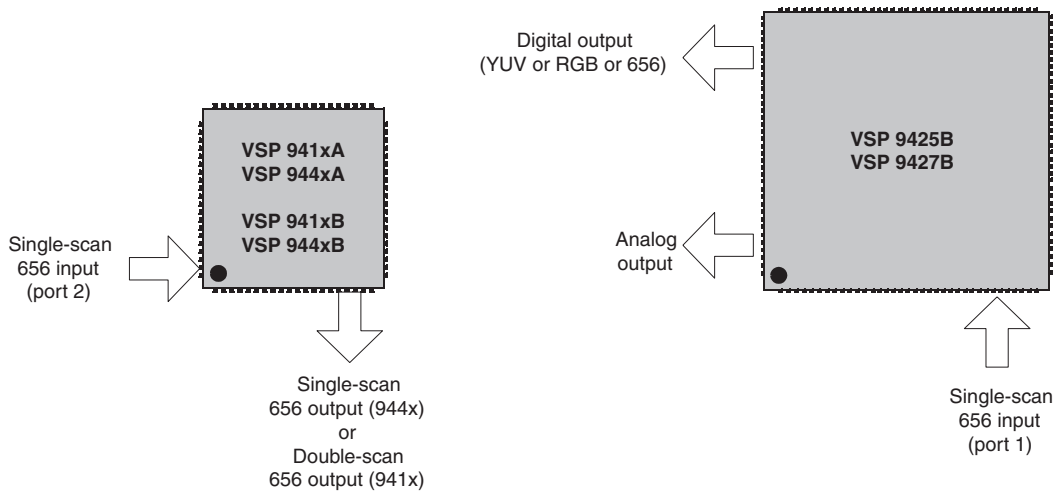 VSP 941xA
VSP 944xA
VSP 941xB
VSP 944xB
Single-scan
656 input
(port 2)
Single-scan
656 output (944x)
or
Double-scan
656 output (941x)
Digital output
(YUV or RGB or 656)
VSP 9425B
VSP 9427B
Analog
output
Single-scan
656 input
(port 1)